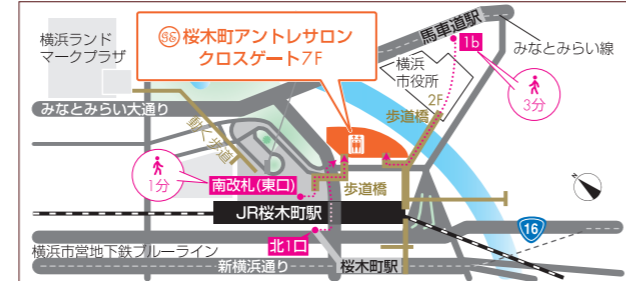 横浜ランド
マークプラザ
桜木町アントレサロン
クロスゲート7F
馬車道駅
1b
みなとみらい線
横浜
市役所
3分
2F
歩道橋
みなとみらい大通り
動く歩道
1分
南改札(東口)
歩道橋
JR桜木町駅
16
北1口
横浜市営地下鉄ブルーライン
新横浜通り
桜木町駅